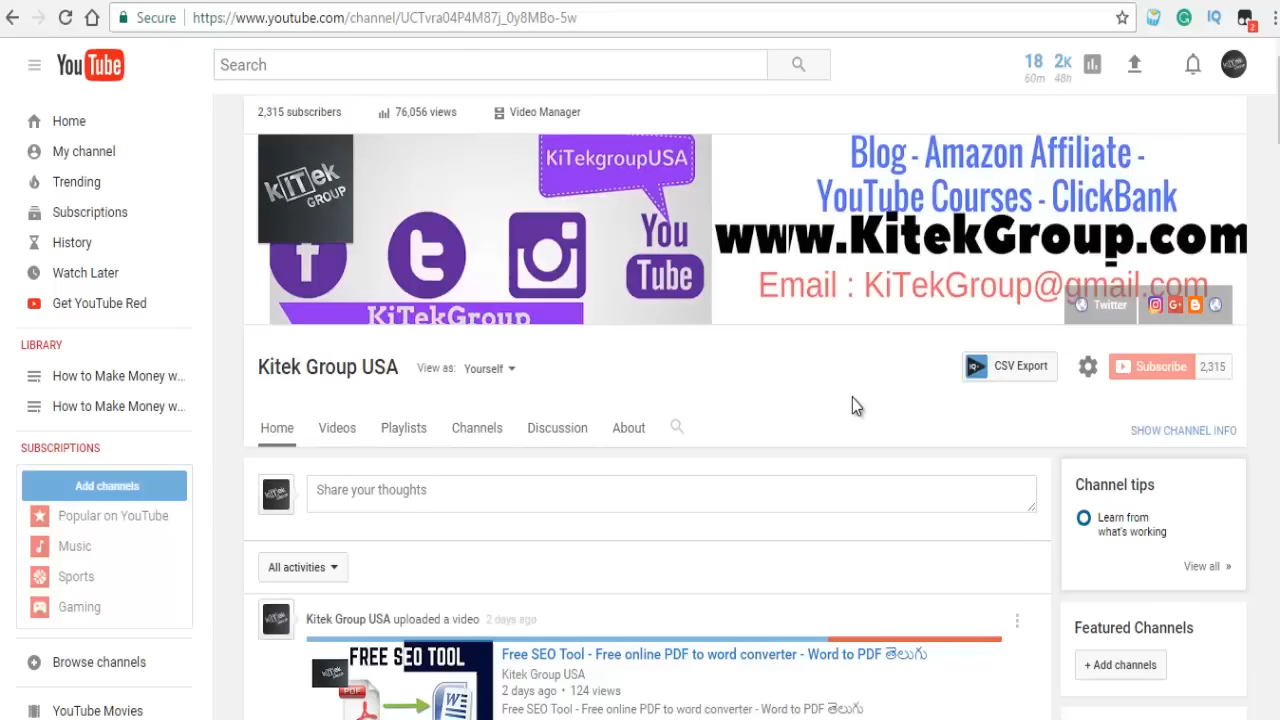 Secure https://www.youtube.com/channel/UCTvra04P4M87j_0y8MBo-5w
IQ
2
YouTube
Search
18 2K
60m 48h
Home
My channel
Trending
Subscriptions
History
Watch Later
Get YouTube Red
LIBRARY
How to Make Money w...
How to Make Money w...
SUBSCRIPTIONS
Add channels
Popular on YouTube
Music
Sports
Gaming
Browse channels
YouTube Movies
2,315 subscribers 76,056 views Video Manager
KiTek GROUP
KiTekgroupUSA
You Tube
KiTekGroup
Blog - Amazon Affiliate -
YouTube Courses - ClickBank
www.KitekGroup.com
Email : KiTekGroup@gmail.com
Twitter
Kitek Group USA View as: Yourself
CSV Export
Subscribe 2,315
Home Videos Playlists Channels Discussion About
SHOW CHANNEL INFO
Share your thoughts
All activities
Kitek Group USA uploaded a video 2 days ago
FREE SEO TOOL
PDF
W
Free SEO Tool - Free online PDF to word converter - Word to PDF తెలుగు
Kitek Group USA
2 days ago • 124 views
Free SEO Tool - Free online PDF to word converter - Word to PDF తెలుగు
Channel tips
Learn from
what's working
View all »
Featured Channels
+ Add channels